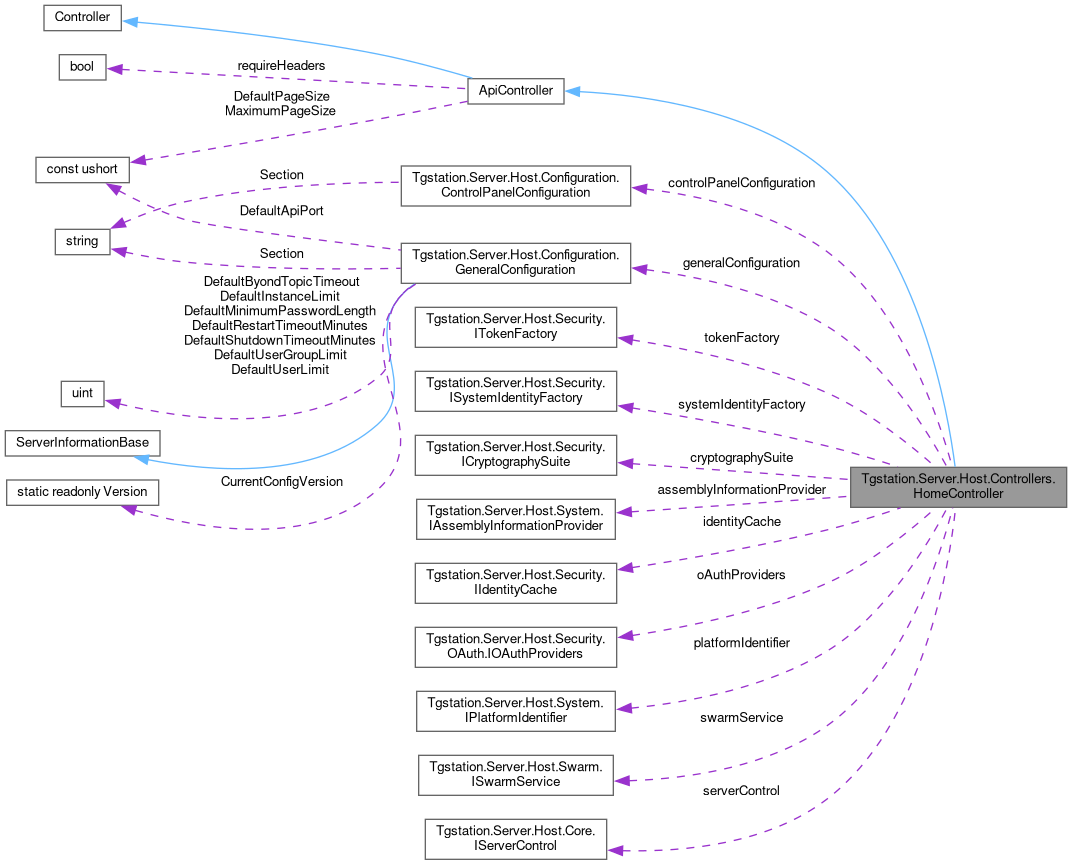 Controller
bool
requireHeaders
ApiController
DefaultPageSize
MaximumPageSize
const ushort
Section
Tgstation.Server.Host.Configuration.
ControlPanelConfiguration
controlPanelConfiguration
DefaultApiPort
string
Section
Tgstation.Server.Host.Configuration.
GeneralConfiguration
generalConfiguration
DefaultByondTopicTimeout
DefaultInstanceLimit
DefaultMinimumPasswordLength
DefaultRestartTimeoutMinutes
DefaultShutdownTimeoutMinutes
DefaultUserGroupLimit
DefaultUserLimit
Tgstation.Server.Host.Security.
ITokenFactory
tokenFactory
uint
Tgstation.Server.Host.Security.
ISystemIdentityFactory
systemIdentityFactory
ServerInformationBase
Tgstation.Server.Host.Security.
ICryptographySuite
cryptographySuite
static readonly Version
CurrentConfigVersion
Tgstation.Server.Host.Controllers.
HomeController
assemblyInformationProvider
Tgstation.Server.Host.System.
IAssemblyInformationProvider
identityCache
Tgstation.Server.Host.Security.
IIdentityCache
oAuthProviders
Tgstation.Server.Host.Security.
OAuth.IOAuthProviders
platformIdentifier
Tgstation.Server.Host.System.
IPlatformIdentifier
swarmService
Tgstation.Server.Host.Swarm.
ISwarmService
serverControl
Tgstation.Server.Host.Core.
IServerControl